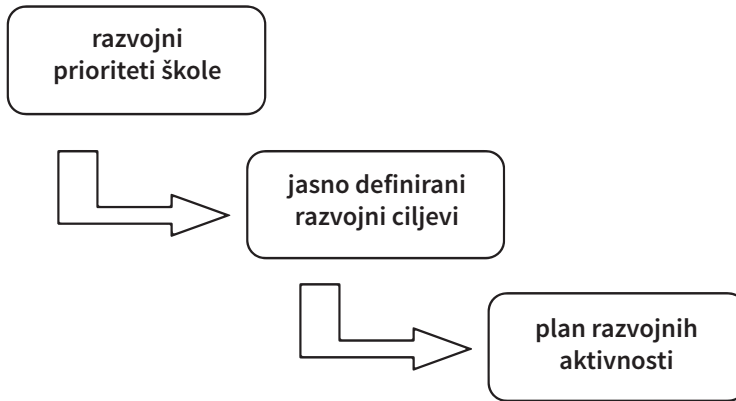 razvojni
prioriteti škole
jasno definirani
razvojni ciljevi
plan razvojnih
aktivnosti